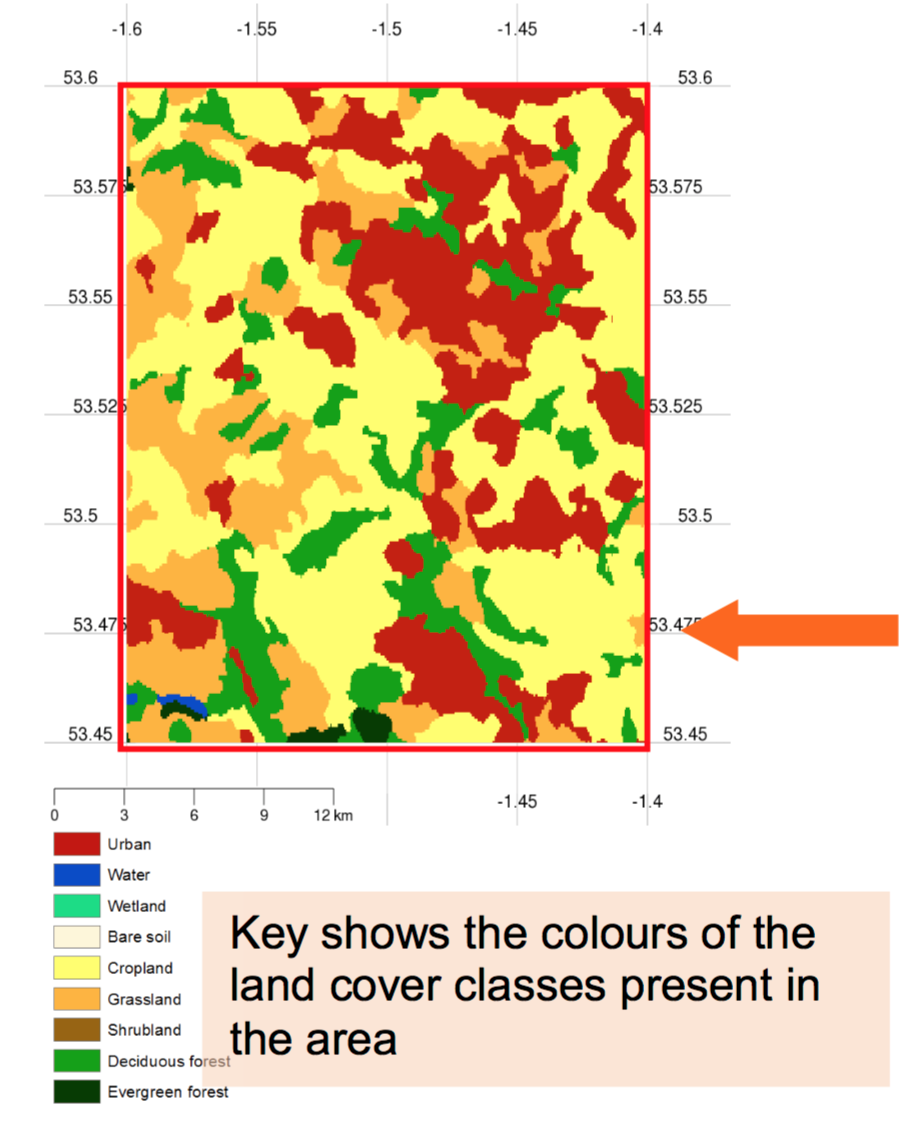 -1.6 -1.55 -1.5 -1.45 -1.4
53.6 53.6
53.575 53.575
53.55 53.55
53.525 53.525
53.5 53.5
53.475 53.475
53.45 53.45
-1.45 -1.4
0 3 6 9 12 km
Urban
Water
Wetland
Bare soil
Cropland
Grassland
Shrubland
Deciduous forest
Evergreen forest
Key shows the colours of the
land cover classes present in
the area